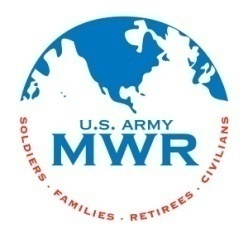 U.S. ARMY
MWR
SOLDIERS · FAMILIES · RETIREES · CIVILIANS